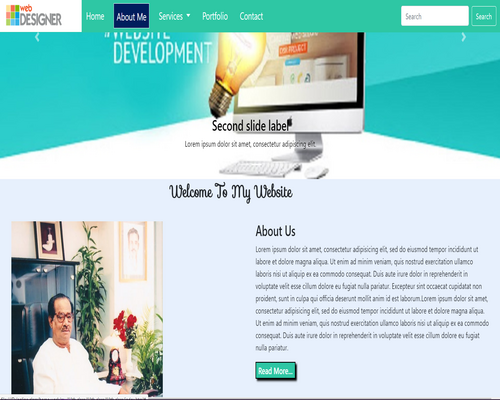 web
DESIGNER
Home About Me Services Portfolio Contact Search Search
#WEBSITE
DEVELOPMENT
Second slide label
Lorem ipsum dolor sit amet, consectetur adipiscing elit.
Welcome To My Website
About Us
Lorem ipsum dolor sit amet, consectetur adipisicing elit, sed do eiusmod tempor incididunt ut
labore et dolore magna aliqua. Ut enim ad minim veniam, quis nostrud exercitation ullamco
laboris nisi ut aliquip ex ea commodo consequat. Duis aute irure dolor in reprehenderit in
voluptate velit esse cillum dolore eu fugiat nulla pariatur. Excepteur sint occaecat cupidatat non
proident, sunt in culpa qui officia deserunt mollit anim id est laborum.Lorem ipsum dolor sit amet,
consectetur adipisicing elit, sed do eiusmod tempor incididunt ut labore et dolore magna aliqua.
Ut enim ad minim veniam, quis nostrud exercitation ullamco laboris nisi ut aliquip ex ea commodo
consequat. Duis aute irure dolor in reprehenderit in voluptate velit esse cillum dolore eu fugiat
nulla pariatur.
Read More...